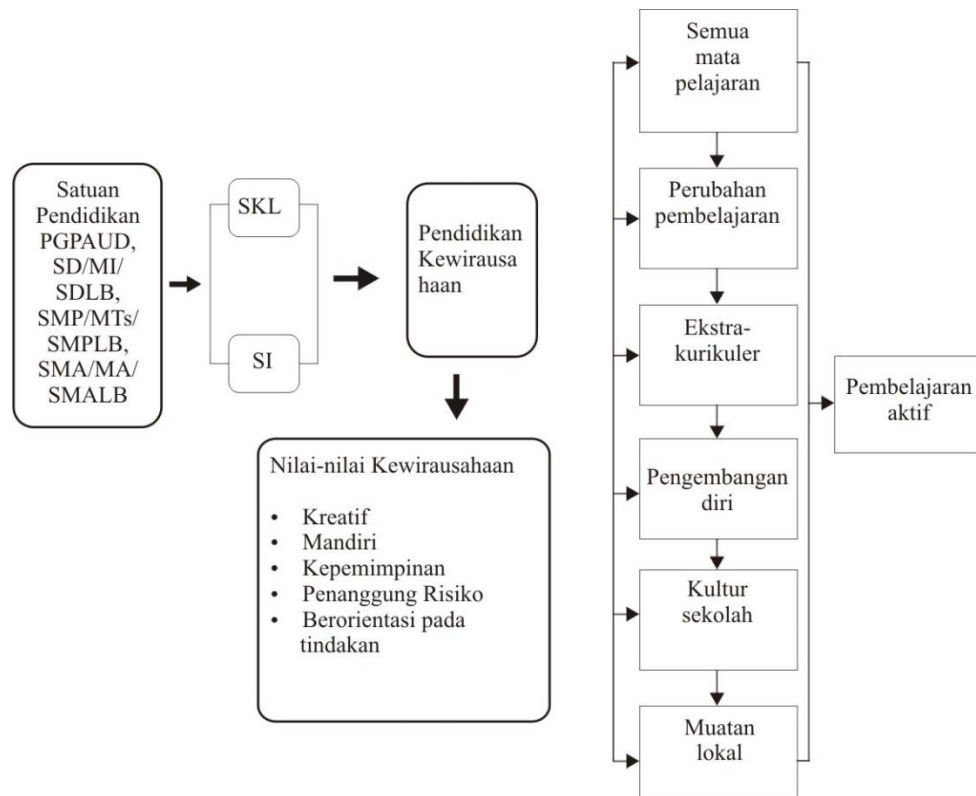 Satuan
Pendidikan
PGPAUD,
SD/MI/
SDLB,
SMP/MTs/
SMPLB,
SMA/MA/
SMALB
SKL
SI
Pendidikan
Kewirausa
haan
Nilai-nilai Kewirausahaan
• Kreatif
• Mandiri
• Kepemimpinan
• Penanggung Risiko
• Berorientasi pada
tindakan
Semua
mata
pelajaran
Perubahan
pembelajaran
Ekstra-
kurikuler
Pengembangan
diri
Kultur
sekolah
Muatan
lokal
Pembelajaran
aktif